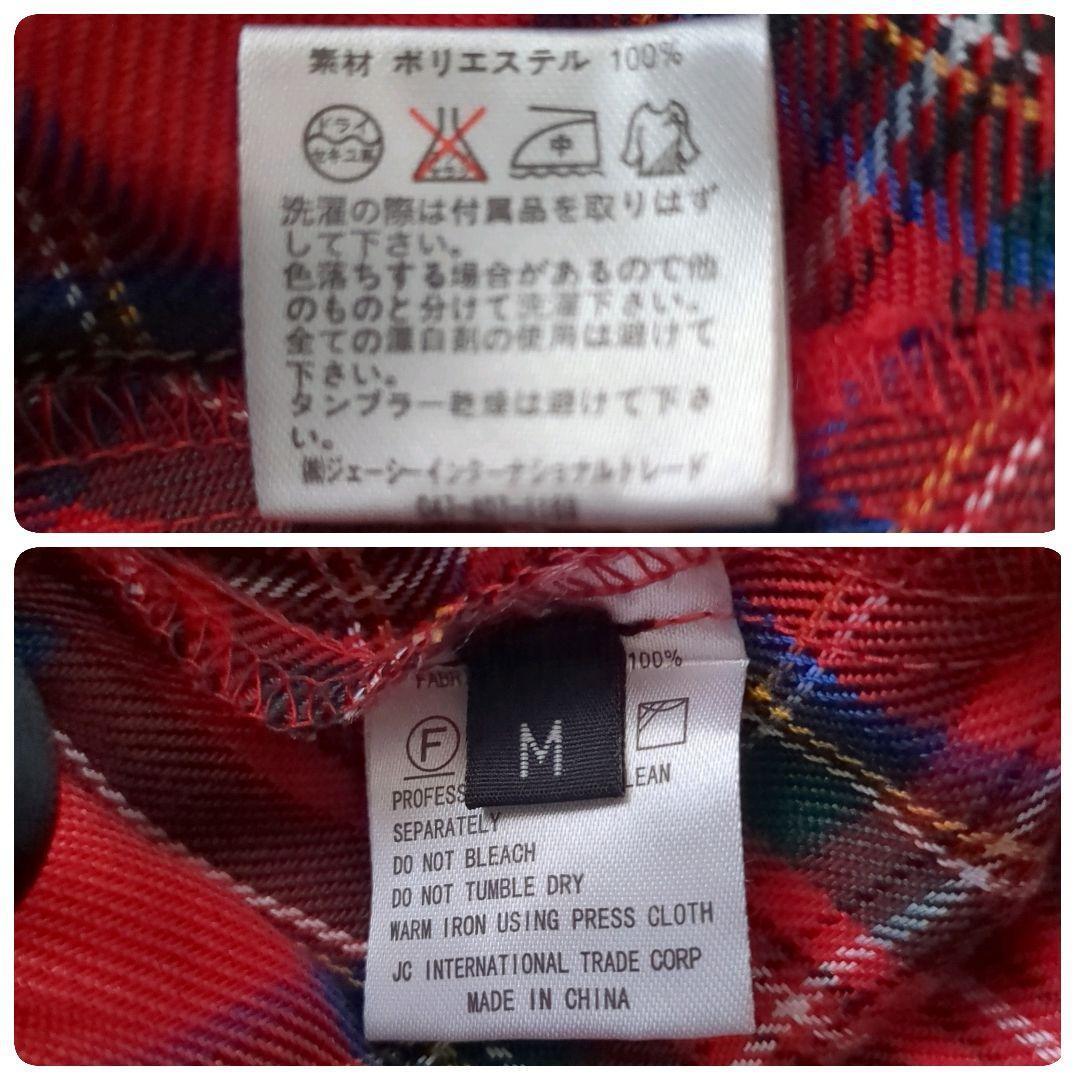 素材 ポリエステル 100%
ドライ
セキユ系
中
洗濯の際は付属品を取りはず
して下さい。
色落ちする場合があるので他
のものと分けて洗濯下さい。
全ての漂白剤の使用は避けて
下さい。
タンブラー乾燥は避けて下さ
い。
㈱ジェーシーインターナショナルトレード
FABR 100%
F
M
PROFESS LEAN
SEPARATELY
DO NOT BLEACH
DO NOT TUMBLE DRY
WARM IRON USING PRESS CLOTH
JC INTERNATIONAL TRADE CORP
MADE IN CHINA